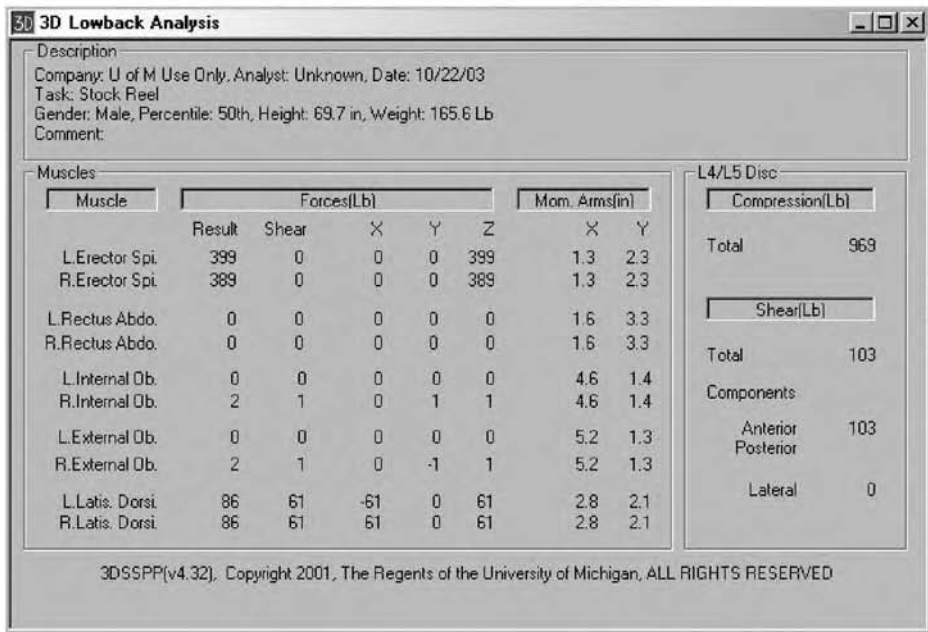 3D 3D Lowback Analysis
Description
Company: U of M Use Only, Analyst: Unknown, Date: 10/22/03
Task: Stock Reel
Gender: Male, Percentile: 50th, Height: 69.7 in, Weight: 165.6 Lb
Comment:
Muscles
Muscle Forces(Lb) Mom. Arms(in)
Result Shear X Y Z X Y
L.Erector Spi. 399 0 0 0 399 1.3 2.3
R.Erector Spi. 389 0 0 0 389 1.3 2.3
L.Rectus Abdo. 0 0 0 0 0 1.6 3.3
R.Rectus Abdo. 0 0 0 0 0 1.6 3.3
L.Internal Ob. 0 0 0 0 0 4.6 1.4
R.Internal Ob. 2 1 0 1 1 4.6 1.4
L.External Ob. 0 0 0 0 0 5.2 1.3
R.External Ob. 2 1 0 -1 1 5.2 1.3
L.Latis. Dorsi. 86 61 -61 0 61 2.8 2.1
R.Latis. Dorsi. 86 61 61 0 61 2.8 2.1
L4/L5 Disc
Compression(Lb)
Total 969
Shear(Lb)
Total 103
Components
Anterior 103
Posterior
Lateral 0
3DSSPP(v4.32), Copyright 2001, The Regents of the University of Michigan, ALL RIGHTS RESERVED